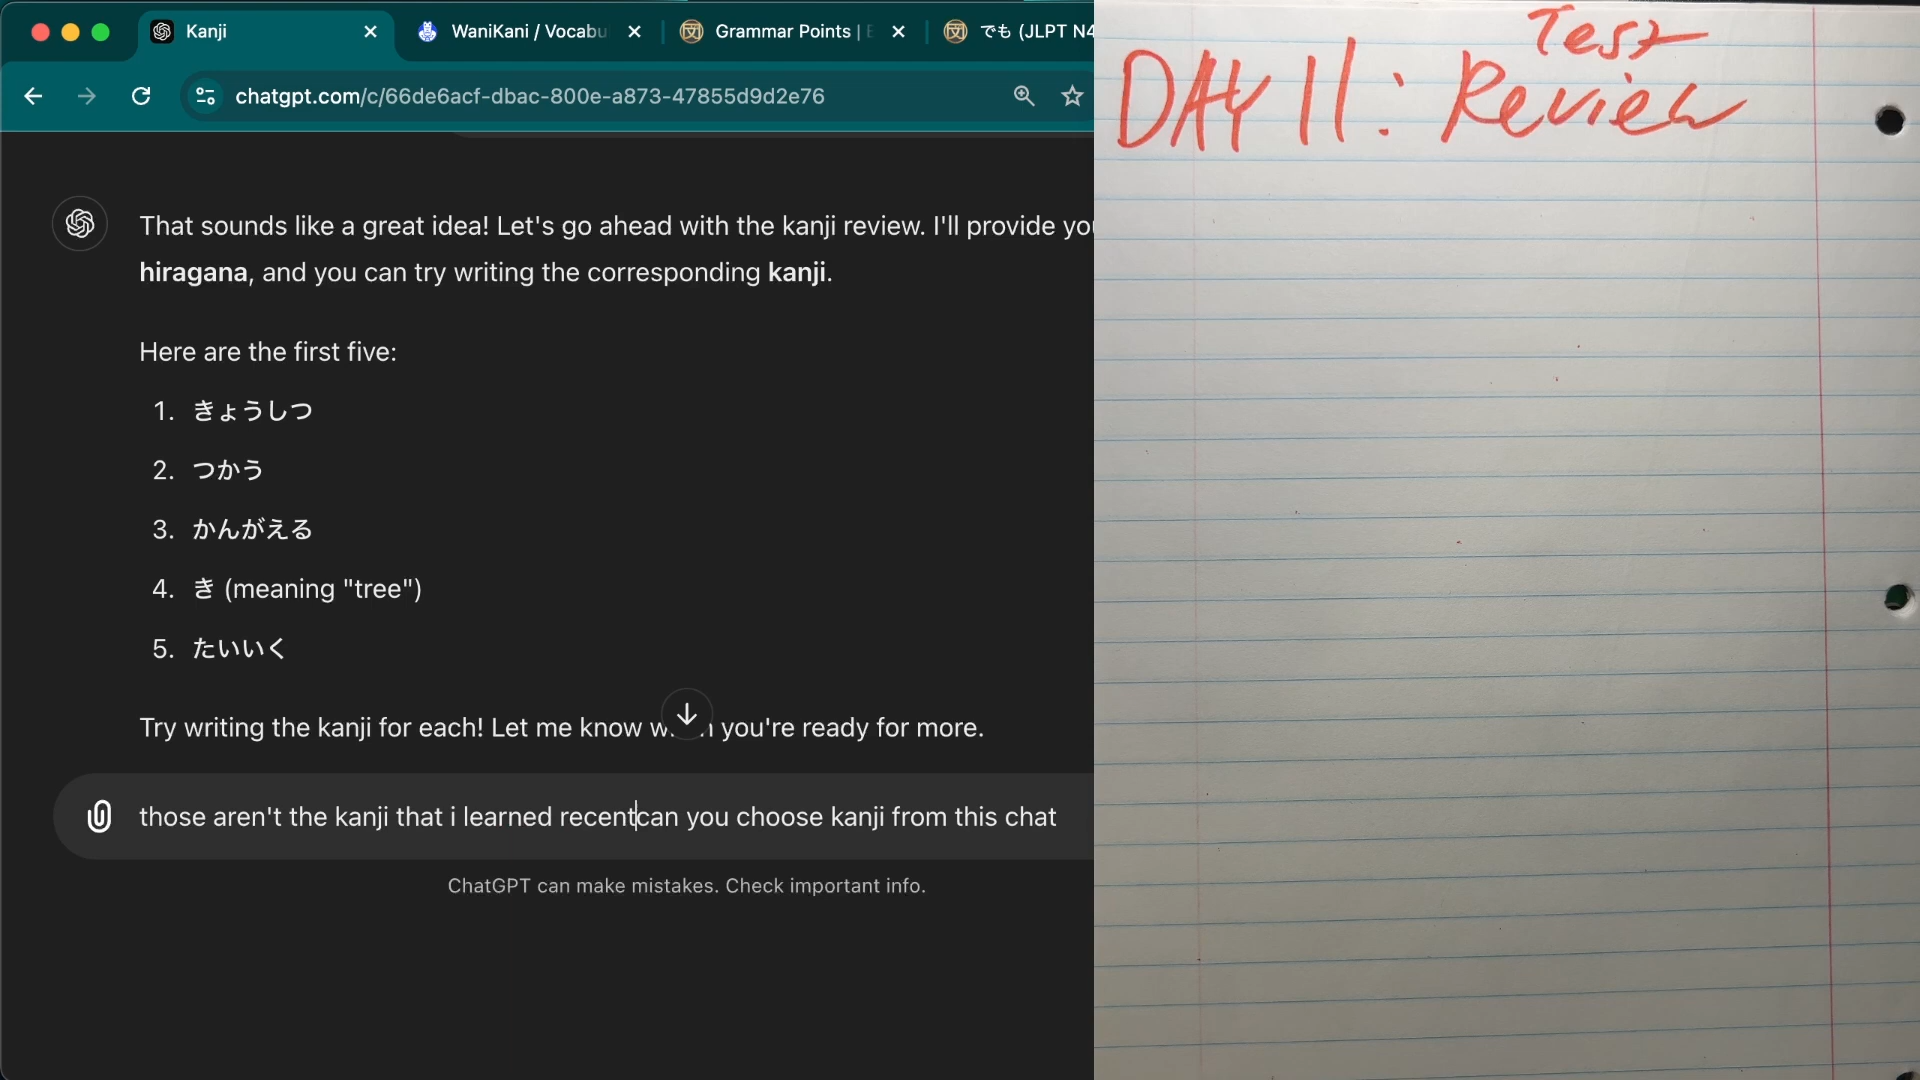 Kanji
WaniKani / Vocabu
Grammar Points |
でも (JLPT N4
chatgpt.com/c/66de6acf-dbac-800e-a873-47855d9d2e76
That sounds like a great idea! Let's go ahead with the kanji review. I'll provide yo
hiragana, and you can try writing the corresponding kanji.
Here are the first five:
1. きょうしつ
2. つかう
3. かんがえる
4. き (meaning "tree")
5. たいいく
Try writing the kanji for each! Let me know you're ready for more.
those aren't the kanji that i learned recentcan you choose kanji from this chat
ChatGPT can make mistakes. Check important info.
Test
DAY 11: Review